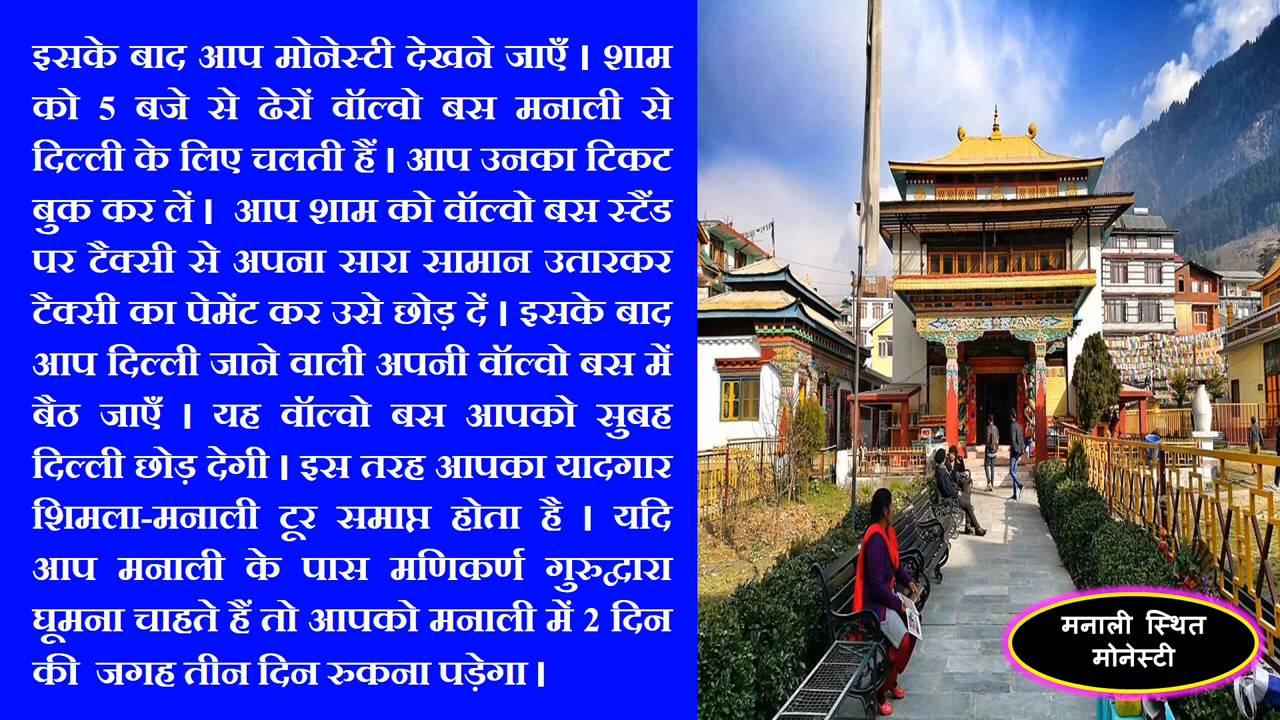 इसके बाद आप मोनेस्टी देखने जाएँ । शाम
को 5 बजे से ढेरों वॉल्वो बस मनाली से
दिल्ली के लिए चलती हैं । आप उनका टिकट
बुक कर लें । आप शाम को वॉल्वो बस स्टैंड
पर टैक्सी से अपना सारा सामान उतारकर
टैक्सी का पेमेंट कर उसे छोड़ दें । इसके बाद
आप दिल्ली जाने वाली अपनी वॉल्वो बस में
बैठ जाएँ । यह वॉल्वो बस आपको सुबह
दिल्ली छोड़ देगी । इस तरह आपका यादगार
शिमला-मनाली टूर समाप्त होता है । यदि
आप मनाली के पास मणिकर्ण गुरुद्वारा
घूमना चाहते हैं तो आपको मनाली में 2 दिन
की जगह तीन दिन रुकना पड़ेगा ।
मनाली स्थित
मोनेस्टी